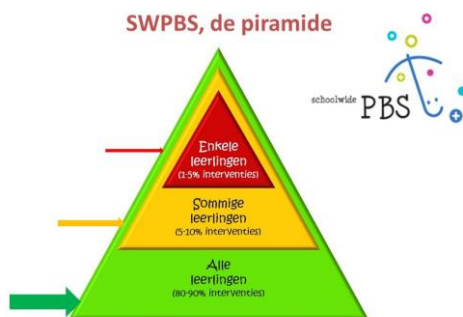 SWPBS, de piramide
schoolwide PBS
Enkele
leerlingen
(1-5% interventies)
Sommige
leerlingen
(5-10% interventies)
Alle
leerlingen
(80-90% interventies)